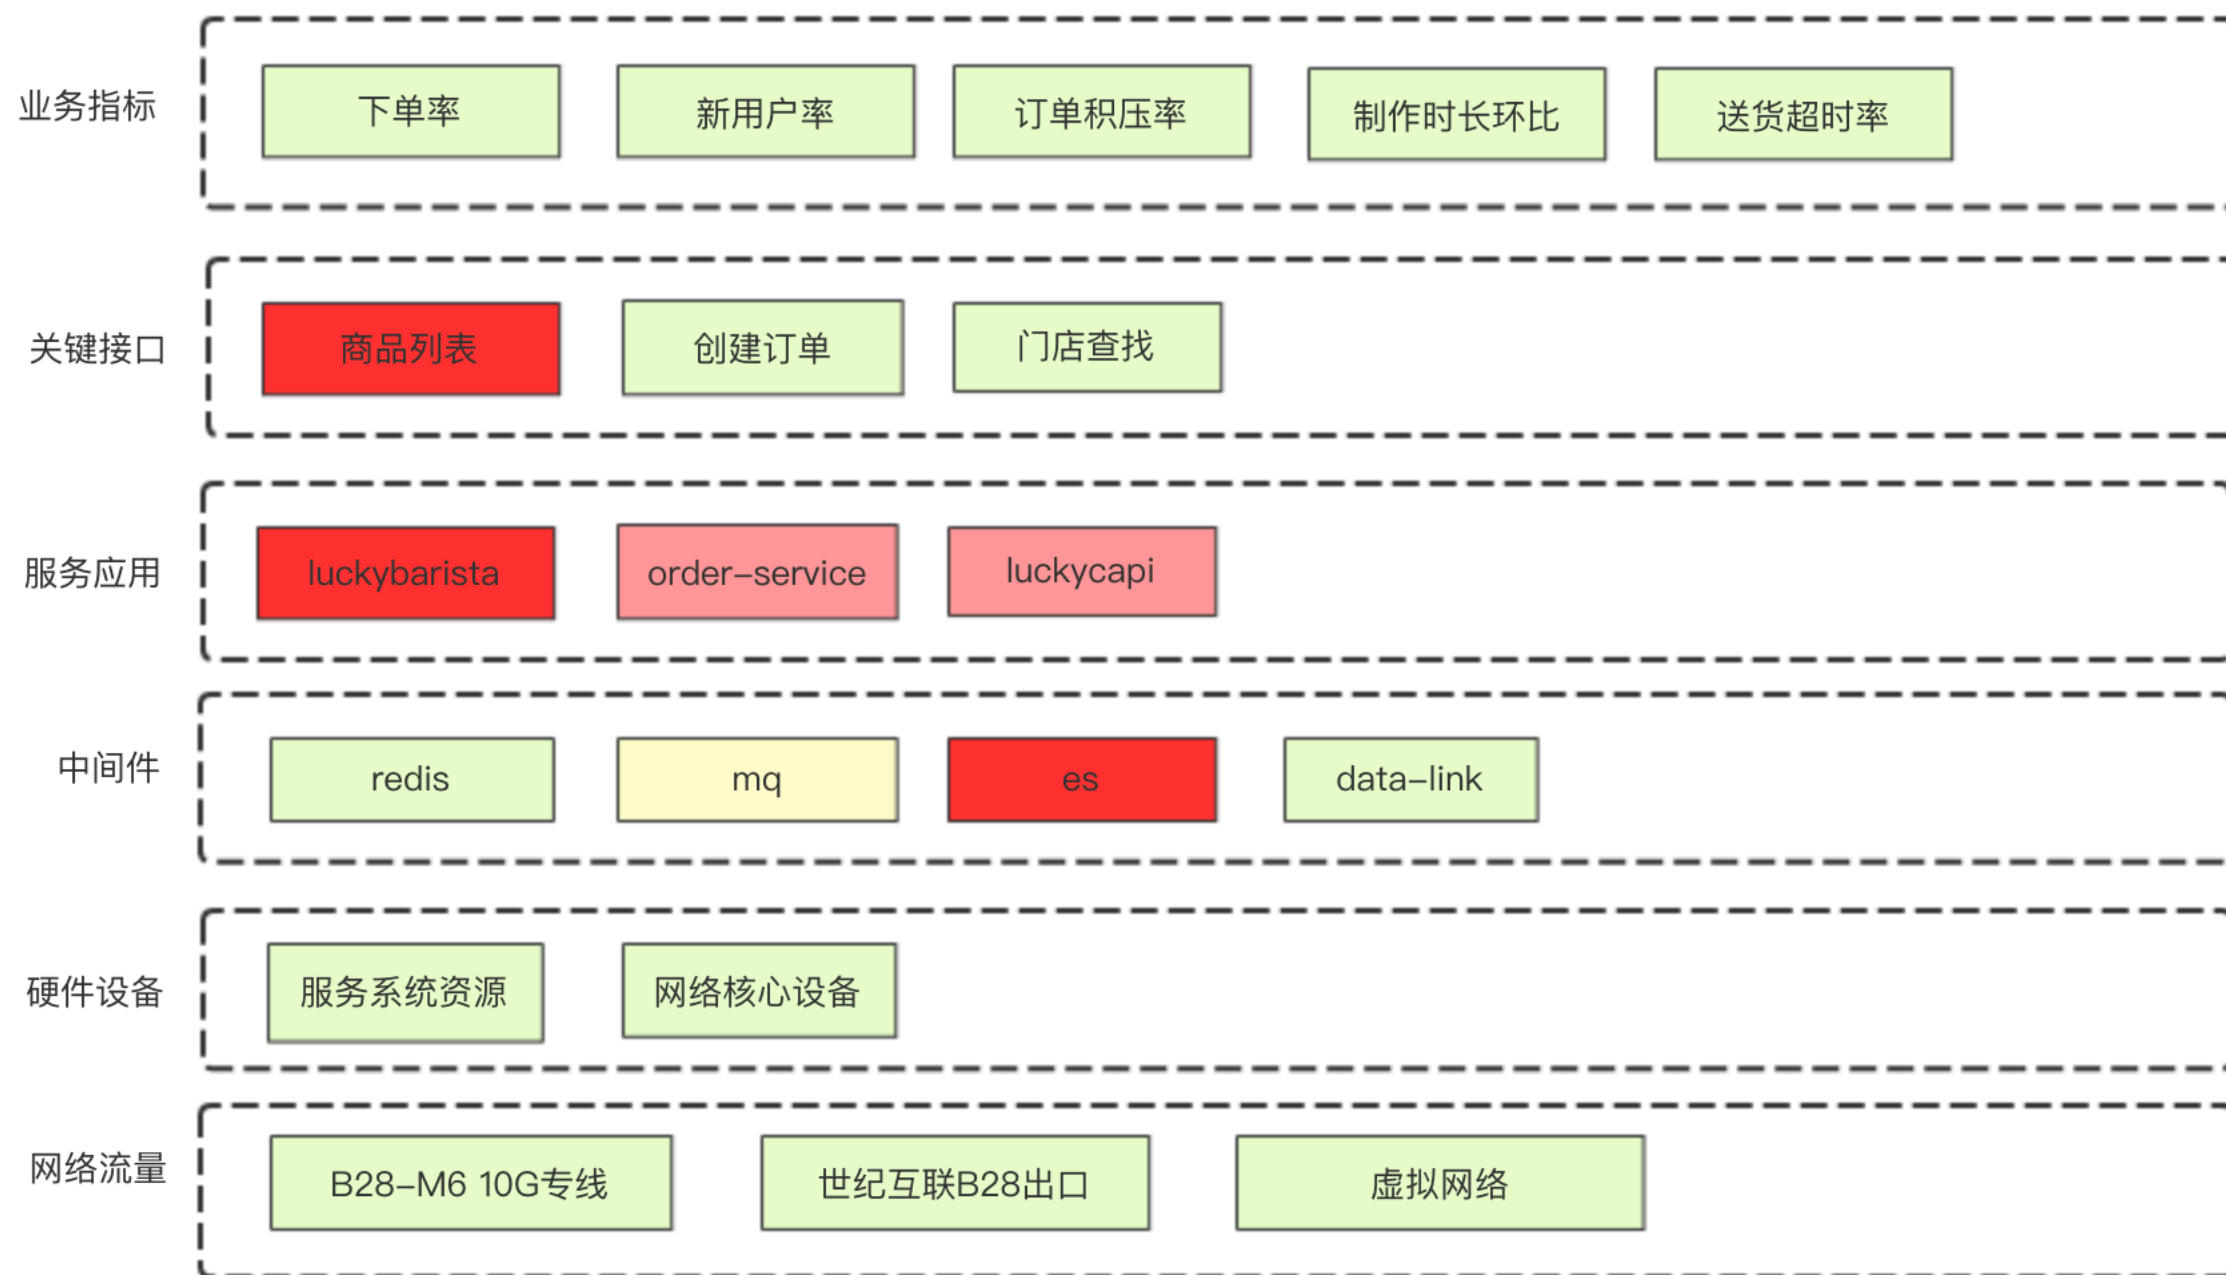 业务指标
下单率
新用户率
订单积压率
制作时长环比
送货超时率
关键接口
商品列表
创建订单
门店查找
服务应用
luckybarista
order-service
luckycapi
中间件
redis
mq
es
data-link
硬件设备
服务系统资源
网络核心设备
网络流量
B28-M6 10G专线
世纪互联B28出口
虚拟网络